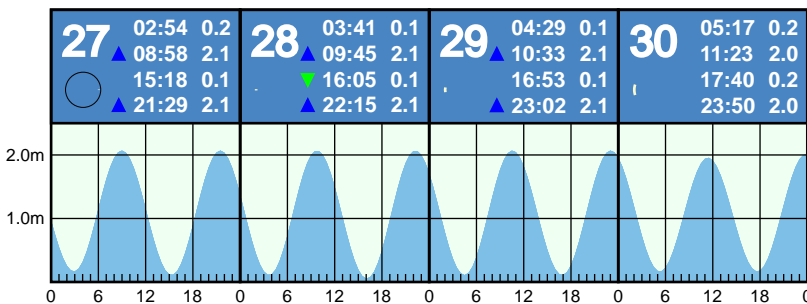 27 02:54 0.2
▲ 08:58 2.1
15:18 0.1
▲ 21:29 2.1
28 03:41 0.1
▲ 09:45 2.1
▼ 16:05 0.1
▲ 22:15 2.1
29 04:29 0.1
▲ 10:33 2.1
16:53 0.1
▲ 23:02 2.1
30 05:17 0.2
11:23 2.0
17:40 0.2
23:50 2.0
2.0m
1.0m
0 6 12 18 0 6 12 18 0 6 12 18 0 6 12 18